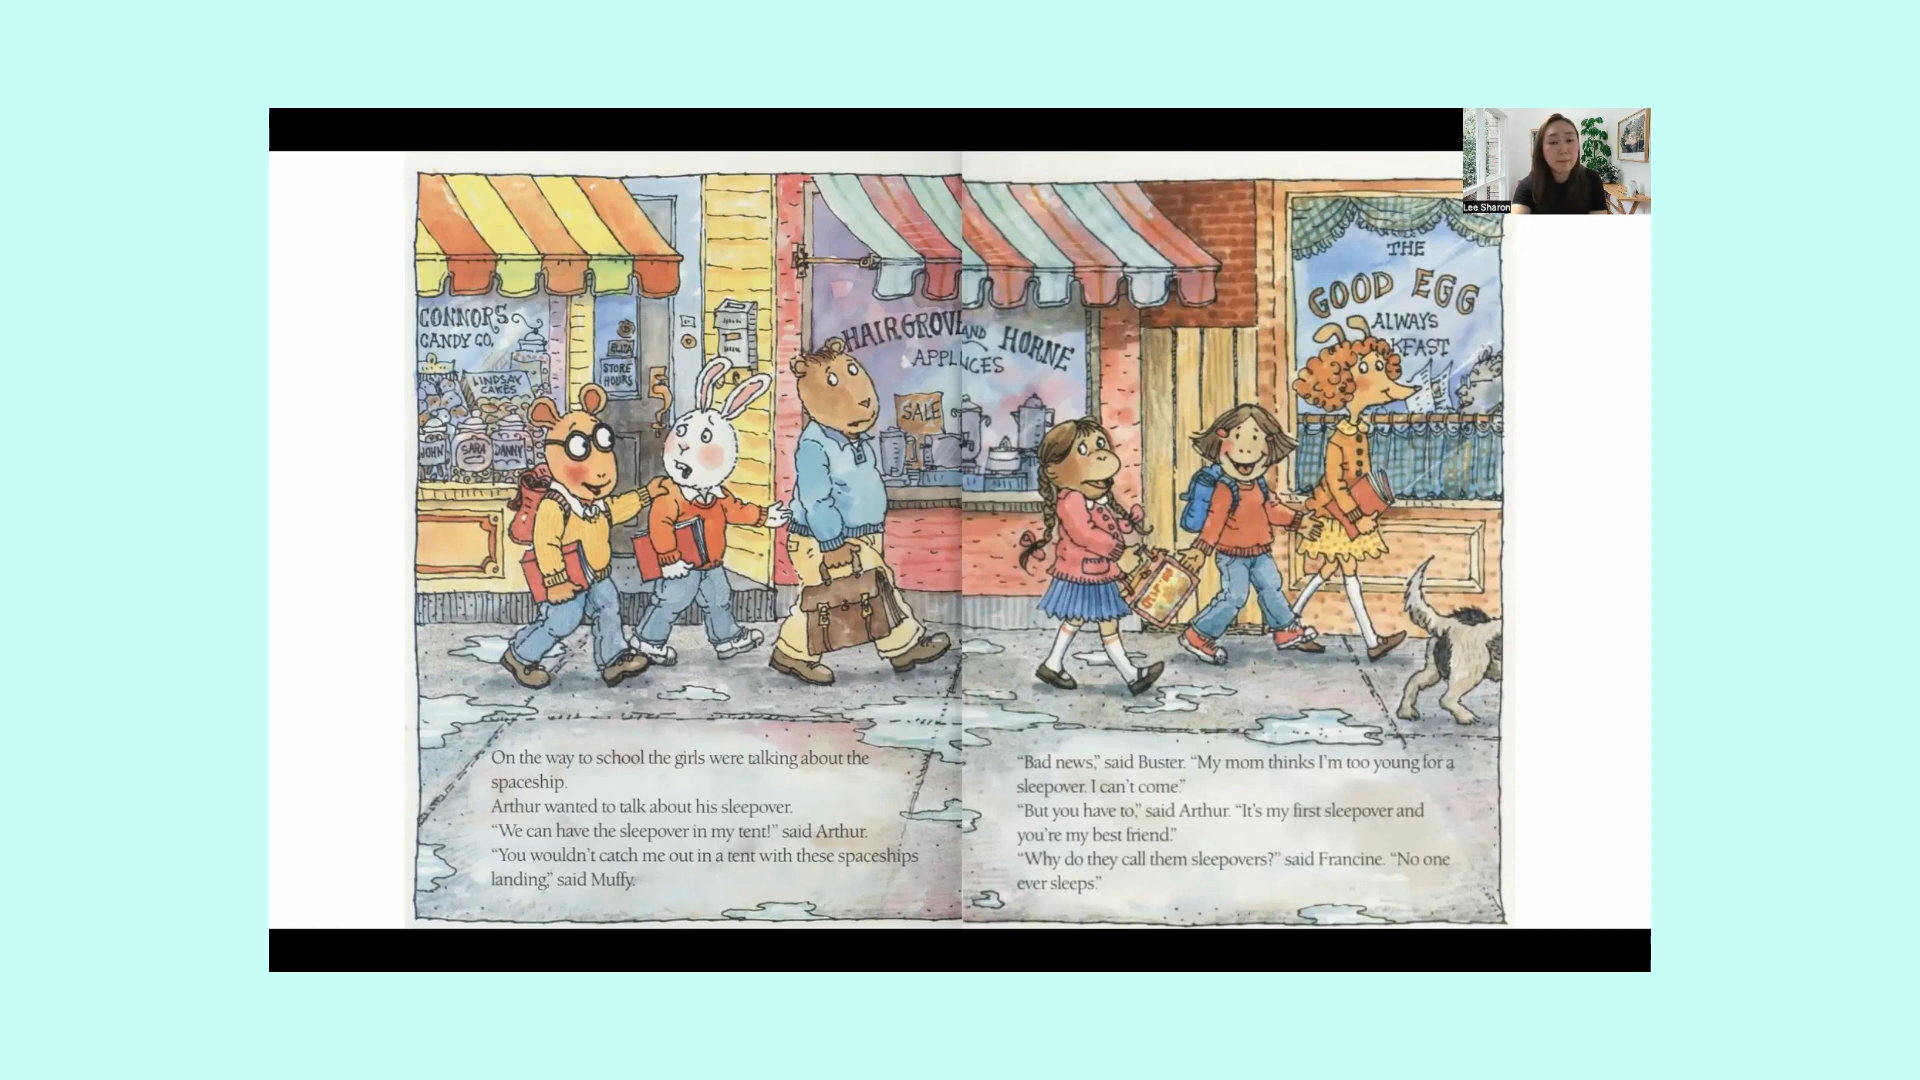 Lee Sharon
CONNORS
CANDY CO.
LINDSAY
CAKES
JOHN
SARA
DANNY
STORE
HOURS
HAIRGROVE AND HORNE
APPLIANCES
SALE
THE
GOOD EGG
ALWAYS
KFAST
On the way to school the girls were talking about the
spaceship.
Arthur wanted to talk about his sleepover.
“We can have the sleepover in my tent!” said Arthur.
“You wouldn’t catch me out in a tent with these spaceships
landing,” said Muffy.
“Bad news,” said Buster. “My mom thinks I’m too young for a
sleepover. I can’t come.”
“But you have to,” said Arthur. “It’s my first sleepover and
you’re my best friend.”
“Why do they call them sleepovers?” said Francine. “No one
ever sleeps.”